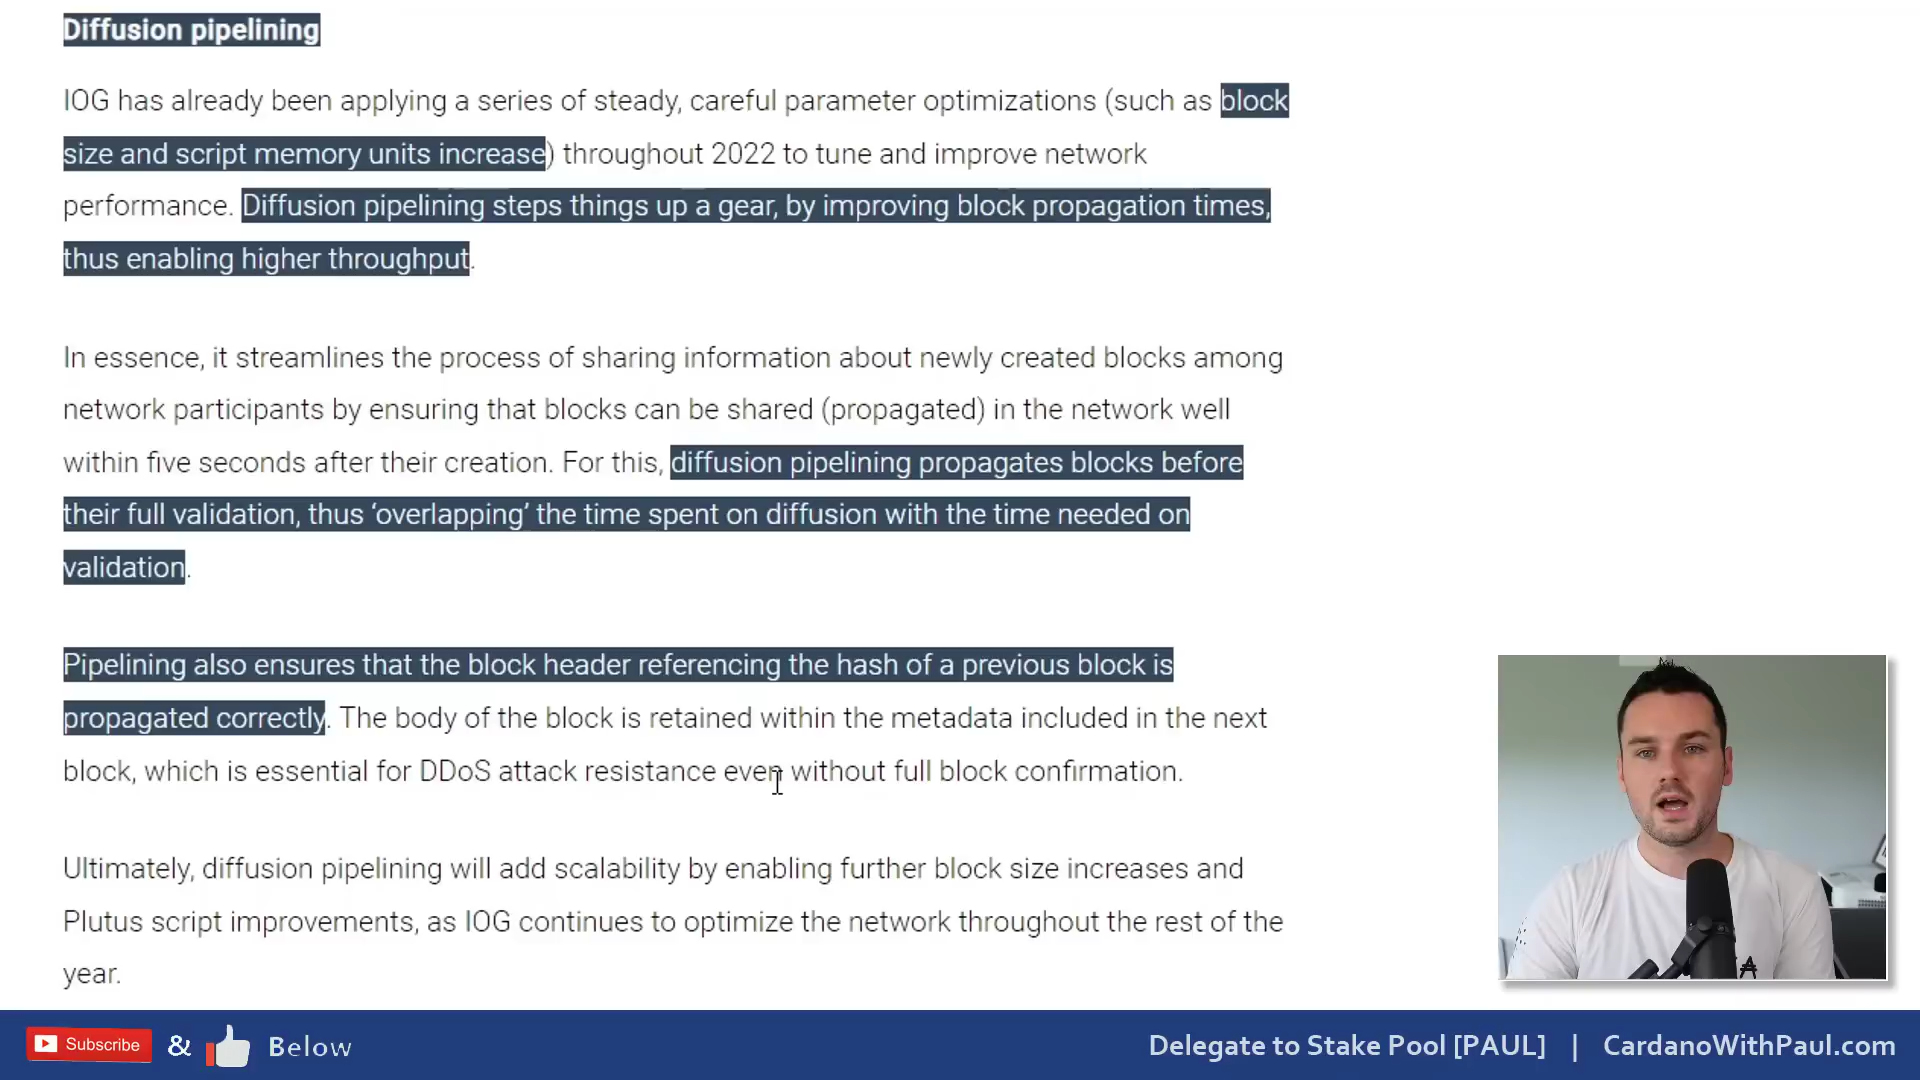 Diffusion pipelining
IOG has already been applying a series of steady, careful parameter optimizations (such as block
size and script memory units increase) throughout 2022 to tune and improve network
performance. Diffusion pipelining steps things up a gear, by improving block propagation times,
thus enabling higher throughput.
In essence, it streamlines the process of sharing information about newly created blocks among
network participants by ensuring that blocks can be shared (propagated) in the network well
within five seconds after their creation. For this, diffusion pipelining propagates blocks before
their full validation, thus ‘overlapping’ the time spent on diffusion with the time needed on
validation.
Pipelining also ensures that the block header referencing the hash of a previous block is
propagated correctly. The body of the block is retained within the metadata included in the next
block, which is essential for DDoS attack resistance even without full block confirmation.
Ultimately, diffusion pipelining will add scalability by enabling further block size increases and
Plutus script improvements, as IOG continues to optimize the network throughout the rest of the
year.
Subscribe & Below
Delegate to Stake Pool [PAUL] | CardanoWithPaul.com